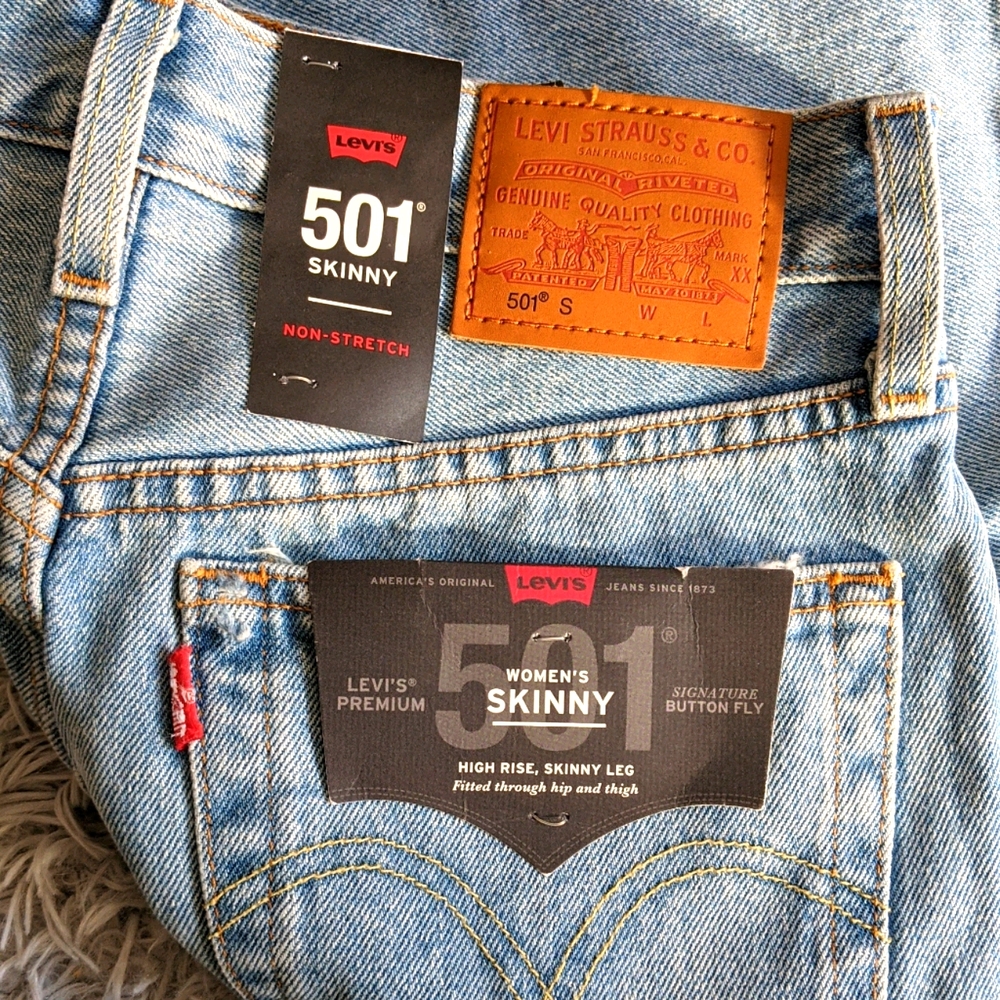 Levi's®
501®
SKINNY
NON-STRETCH
LEVI STRAUSS & CO.
SAN FRANCISCO, CAL.
ORIGINAL RIVETED
GENUINE QUALITY CLOTHING
TRADE MARK
XX
PATENTED MAY 20 1873
501® S W L
AMERICA'S ORIGINAL Levi's® JEANS SINCE 1873
501®
WOMEN'S
SKINNY
LEVI'S®
PREMIUM
SIGNATURE
BUTTON FLY
HIGH RISE, SKINNY LEG
Fitted through hip and thigh